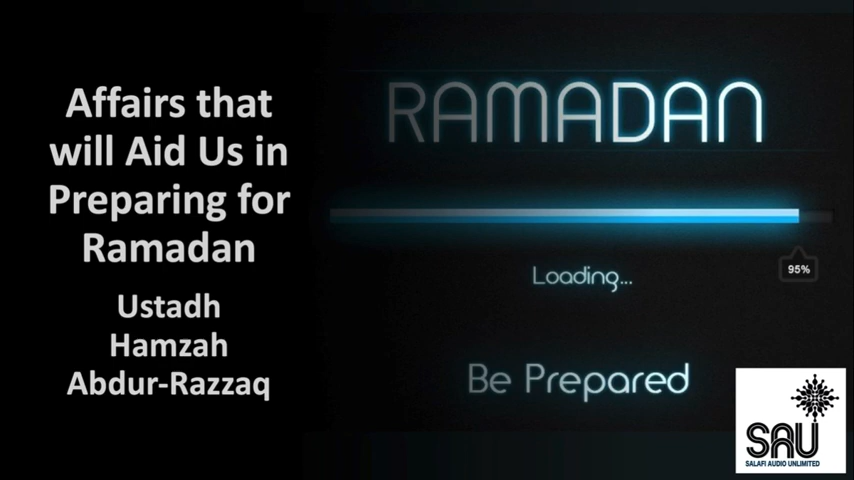 Affairs that
will Aid Us in
Preparing for
Ramadan
Ustadh
Hamzah
Abdur-Razzaq
RAMADAN
Loading...
95%
Be Prepared
SAU
SALAFI AUDIO UNLIMITED